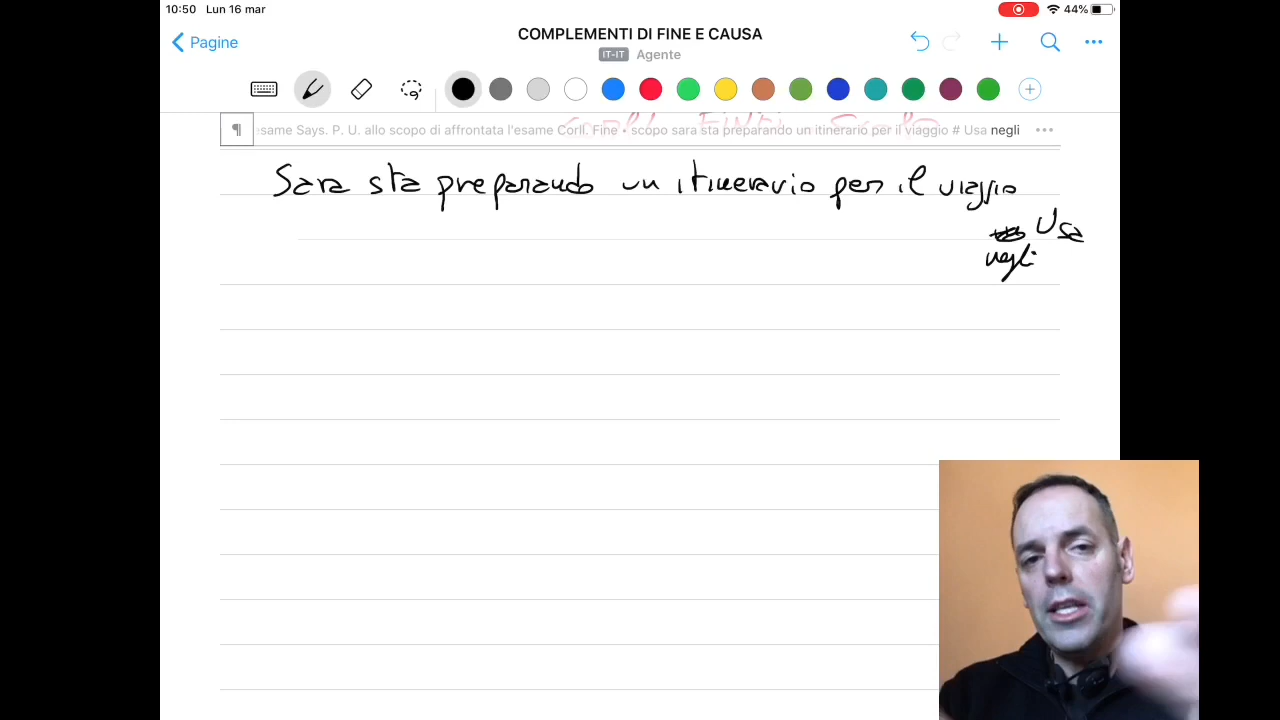 10:50 Lun 16 mar 44%
Pagine COMPLEMENTI DI FINE E CAUSA
IT-IT Agente
¶ esame Says. P. U. allo scopo di affrontata l'esame Corll. Fine • scopo sara sta preparando un itinerario per il viaggio # Usa negli
Sara sta preparando un itinerario per il viaggio
Usa
negli